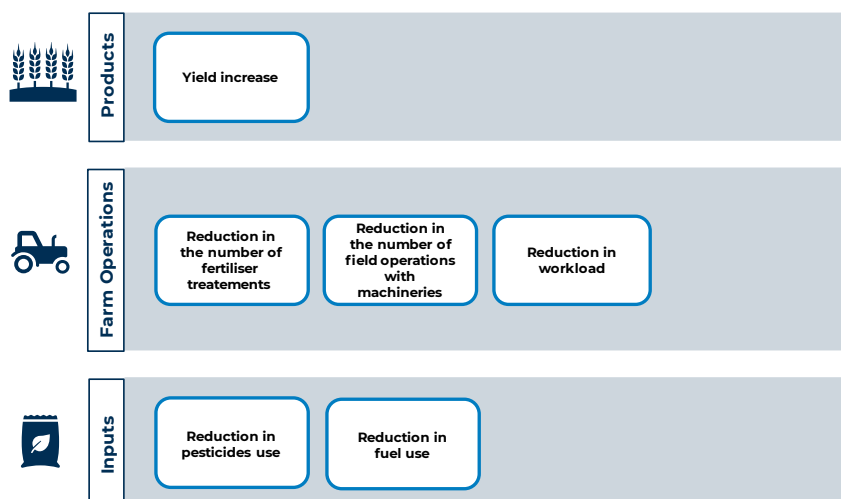 Products
Yield increase
Farm Operations
Reduction in
the number of
fertiliser
treatements
Reduction in
the number of
field operations
with
machineries
Reduction in
workload
Inputs
Reduction in
pesticides use
Reduction in
fuel use